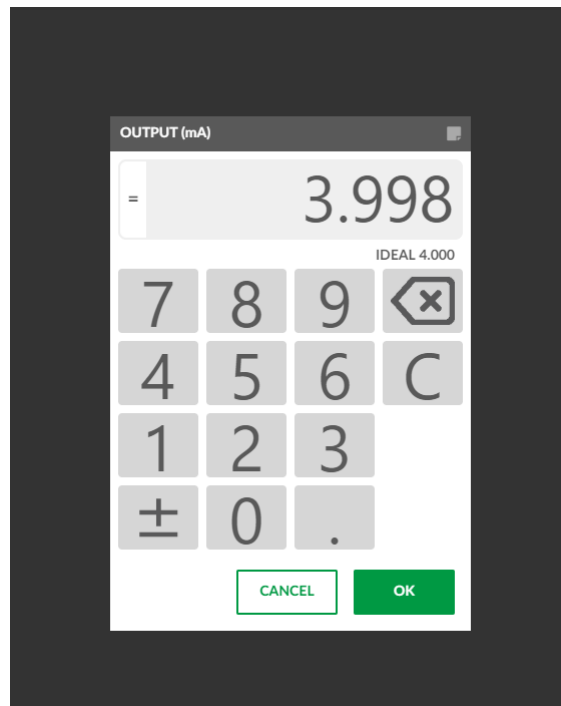 OUTPUT (mA)
= 3.998
IDEAL 4.000
7 8 9
4 5 6 C
1 2 3
± 0 .
CANCEL OK